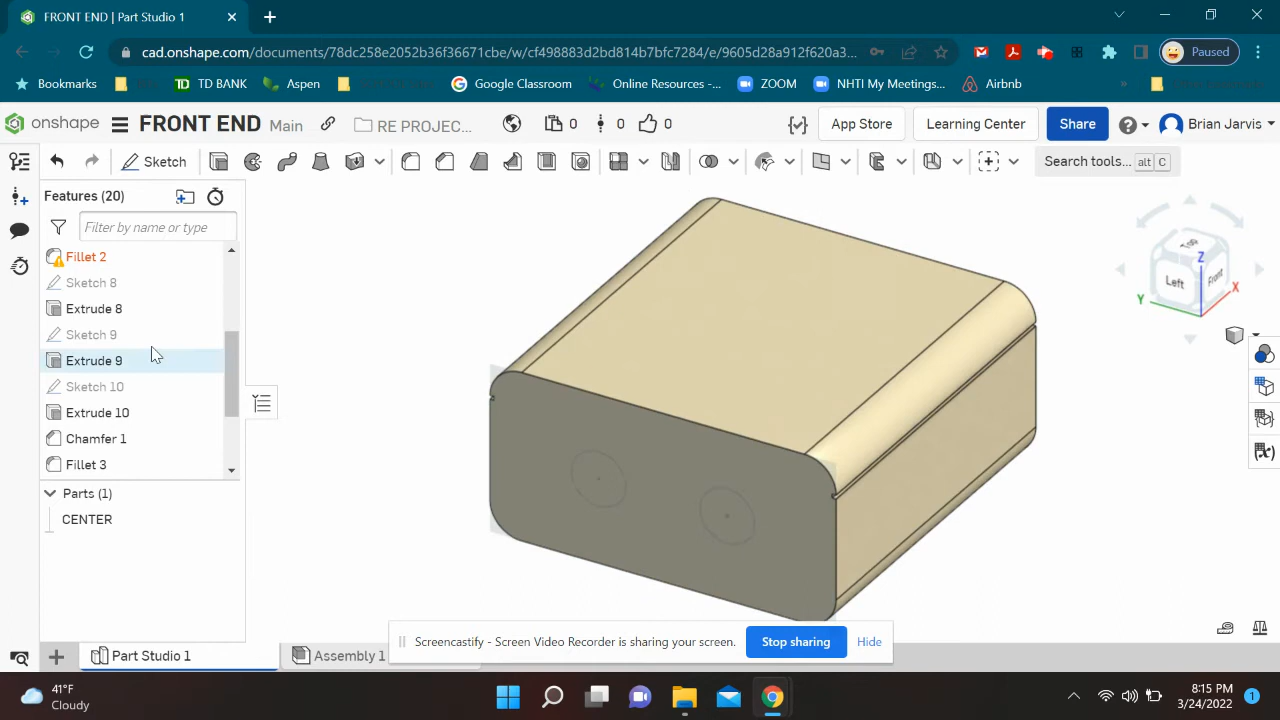 FRONT END | Part Studio 1
cad.onshape.com/documents/78dc258e2052b36f36671cbe/w/cf498883d2bd814b7bfc7284/e/9605d28a912f620a3...
Paused
Bookmarks TD BANK Aspen Google Classroom Online Resources -... ZOOM NHTI My Meetings... Airbnb
onshape FRONT END Main RE PROJEC... 0 0 0 App Store Learning Center Share Brian Jarvis
Sketch Search tools... alt C
Features (20)
Filter by name or type
Fillet 2
Sketch 8
Extrude 8
Sketch 9
Extrude 9
Sketch 10
Extrude 10
Chamfer 1
Fillet 3
Parts (1)
CENTER
Top
Left
Front
Z
Y
X
(x)
Screencastify - Screen Video Recorder is sharing your screen. Stop sharing Hide
Part Studio 1 Assembly 1
41°F
Cloudy
8:15 PM
3/24/2022
1